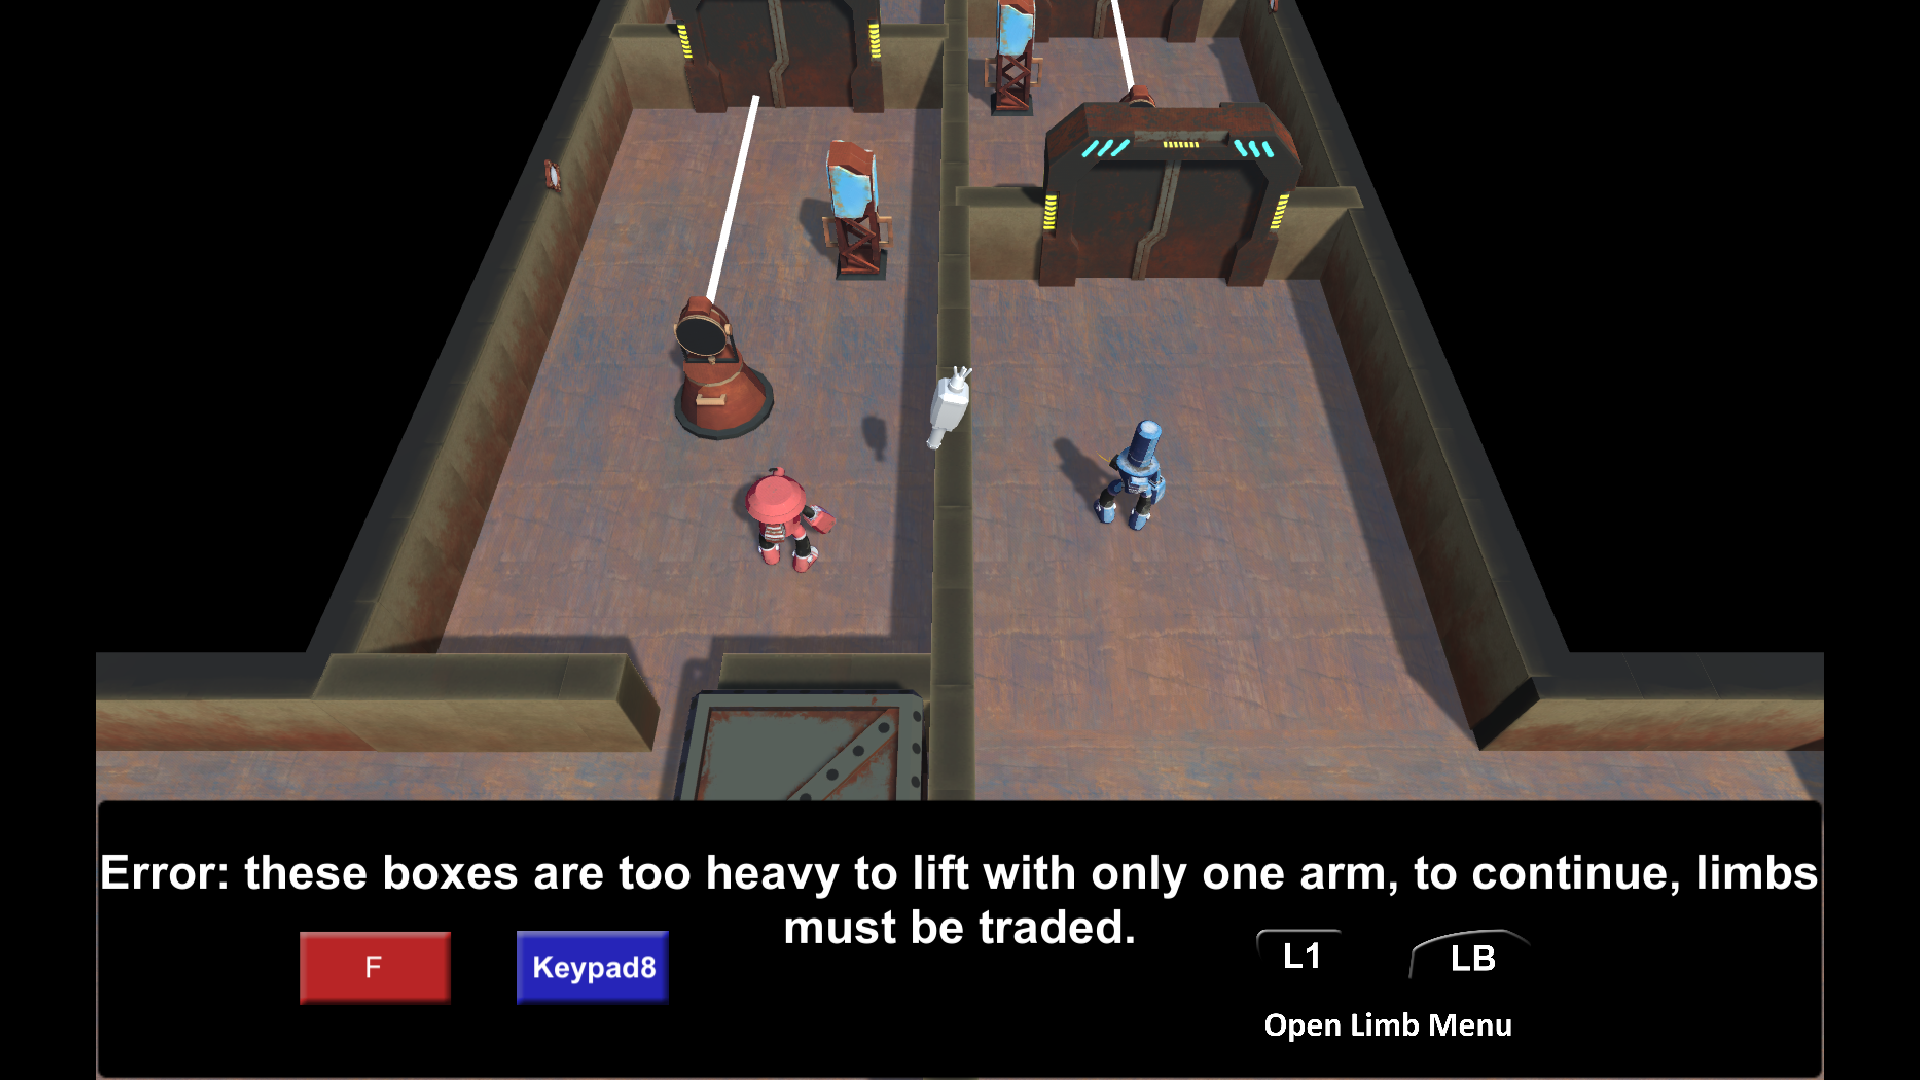 Error: these boxes are too heavy to lift with only one arm, to continue, limbs
must be traded.
F
Keypad8
L1
LB
Open Limb Menu